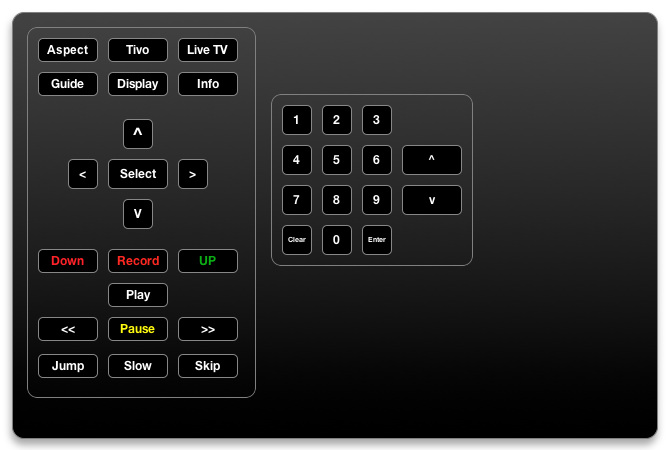 Aspect Tivo Live TV
Guide Display Info
^
< Select >
V
Down Record UP
Play
<< Pause >>
Jump Slow Skip
1 2 3
4 5 6 ^
7 8 9 v
Clear 0 Enter